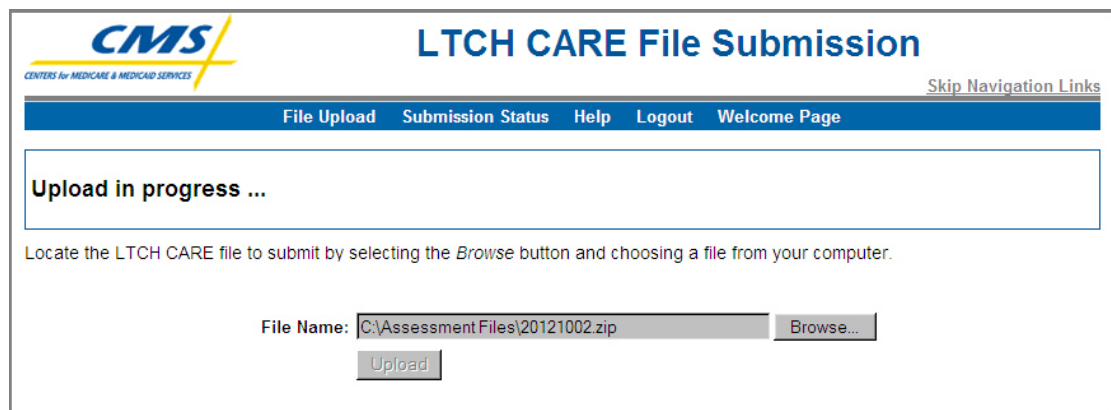 CMS
CENTERS for MEDICARE & MEDICAID SERVICES
LTCH CARE File Submission
Skip Navigation Links
File Upload Submission Status Help Logout Welcome Page
Upload in progress ...
Locate the LTCH CARE file to submit by selecting the Browse button and choosing a file from your computer.
File Name: C:\Assessment Files\20121002.zip Browse...
Upload